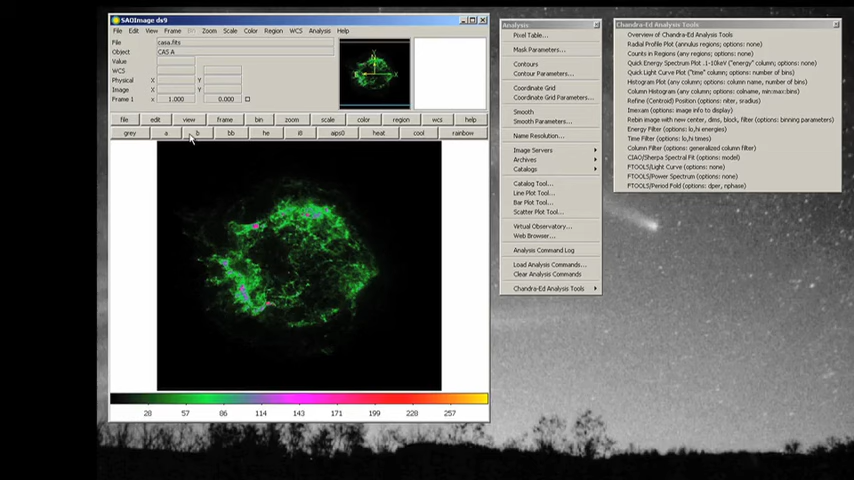 SAOImage ds9
File Edit View Frame Bin Zoom Scale Color Region WCS Analysis Help
File casa.fits
Object CAS A
Value
WCS
Physical X Y
Image X Y
Frame 1 X 1.000 0.000
file edit view frame bin zoom scale color region wcs help
grey a b bb he i8 aips0 heat cool rainbow
28 57 86 114 143 171 199 228 257
Analysis
Pixel Table...
Mask Parameters...
Contours
Contour Parameters...
Coordinate Grid
Coordinate Grid Parameters...
Smooth
Smooth Parameters...
Name Resolution...
Image Servers
Archives
Catalogs
Catalog Tool...
Line Plot Tool...
Bar Plot Tool...
Scatter Plot Tool...
Virtual Observatory...
Web Browser...
Analysis Command Log
Load Analysis Commands...
Clear Analysis Commands
Chandra-Ed Analysis Tools
Chandra-Ed Analysis Tools
Overview of Chandra-Ed Analysis Tools
Radial Profile Plot (annulus regions; options: none)
Counts in Regions (any regions; options: none)
Quick Energy Spectrum Plot .1-10keV ("energy" column; options: none)
Quick Light Curve Plot ("time" column; options: number of bins)
Histogram Plot (any column; options: column name, number of bins)
Column Histogram (any column; options: colname, min:max:bins)
Refine (Centroid) Position (options: niter, sradius)
Imexam (options: image info to display)
Rebin image with new center, dims, block, filter (options: binning parameters)
Energy Filter (options: lo,hi energies)
Time Filter (options: lo,hi times)
Column Filter (options: generalized column filter)
CIAO/Sherpa Spectral Fit (options: model)
FTOOLS/Light Curve (options: none)
FTOOLS/Power Spectrum (options: none)
FTOOLS/Period Fold (options: dper, nphase)